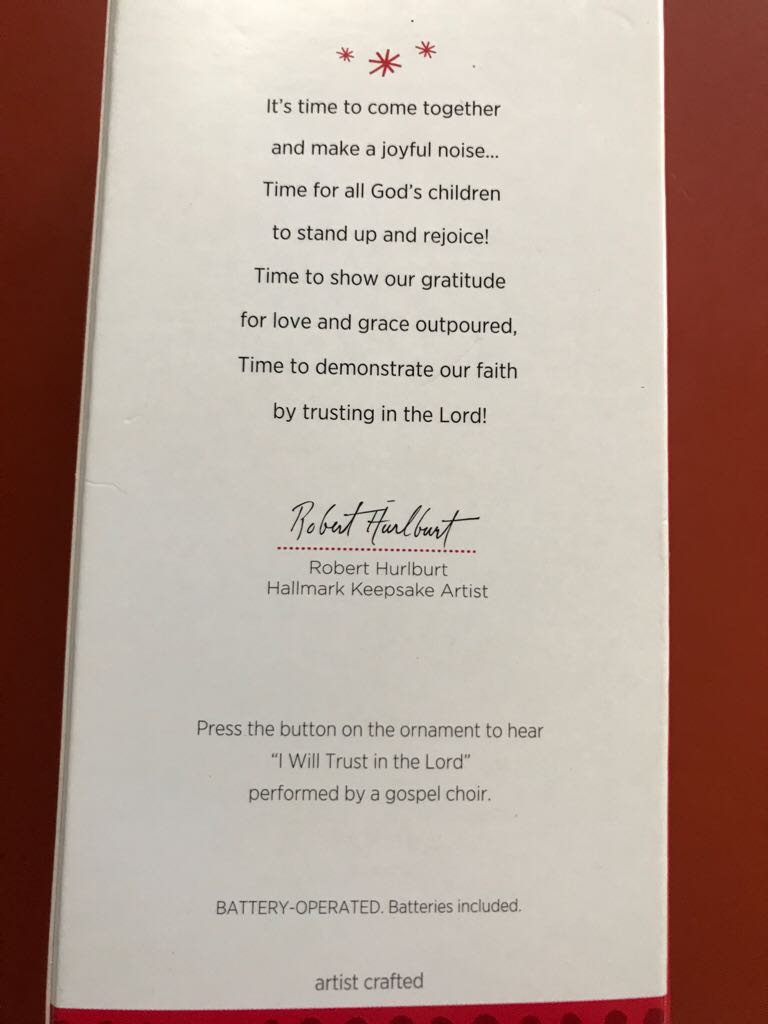 It's time to come together
and make a joyful noise...
Time for all God's children
to stand up and rejoice!
Time to show our gratitude
for love and grace outpoured,
Time to demonstrate our faith
by trusting in the Lord!
Robert Hurlburt
Robert Hurlburt
Hallmark Keepsake Artist
Press the button on the ornament to hear
“I Will Trust in the Lord”
performed by a gospel choir.
BATTERY-OPERATED. Batteries included.
artist crafted